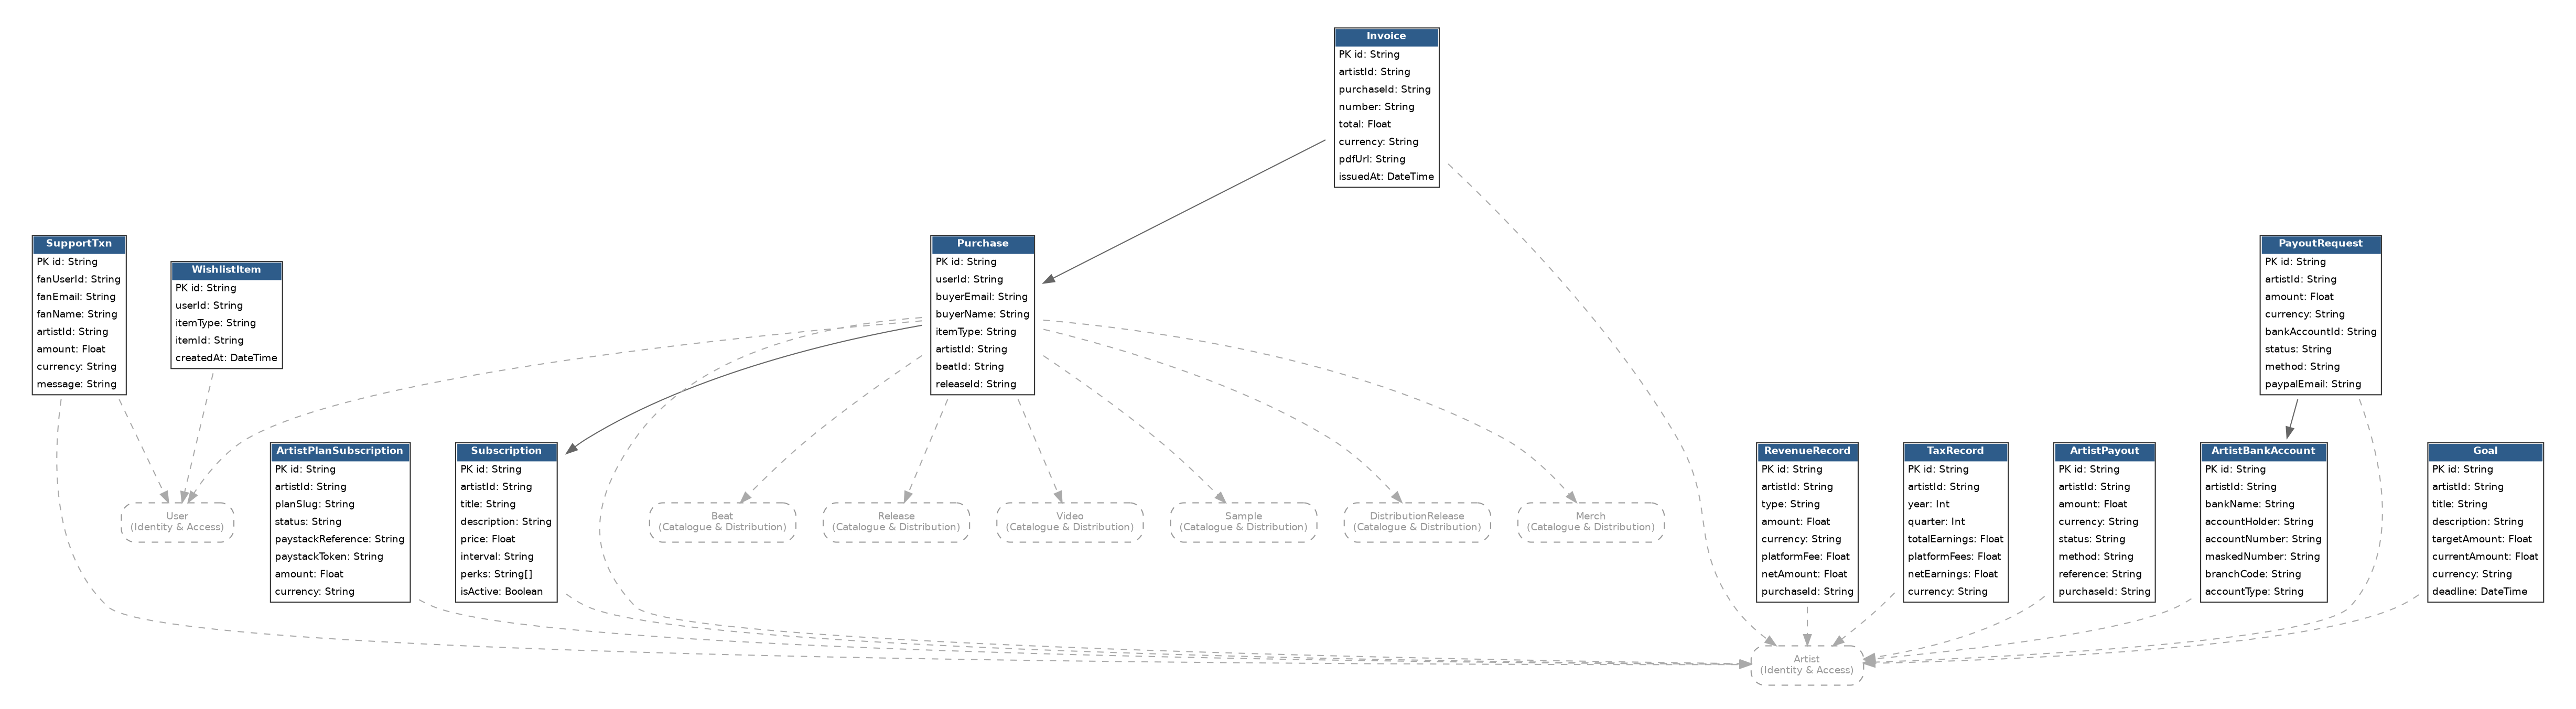 Invoice
PK id: String
artistId: String
purchaseId: String
number: String
total: Float
currency: String
pdfUrl: String
issuedAt: DateTime
SupportTxn
PK id: String
fanUserId: String
fanEmail: String
fanName: String
artistId: String
amount: Float
currency: String
message: String
WishlistItem
PK id: String
userId: String
itemType: String
itemId: String
createdAt: DateTime
Purchase
PK id: String
userId: String
buyerEmail: String
buyerName: String
itemType: String
artistId: String
beatId: String
releaseId: String
PayoutRequest
PK id: String
artistId: String
amount: Float
currency: String
bankAccountId: String
status: String
method: String
paypalEmail: String
User
(Identity & Access)
ArtistPlanSubscription
PK id: String
artistId: String
planSlug: String
status: String
paystackReference: String
paystackToken: String
amount: Float
currency: String
Subscription
PK id: String
artistId: String
title: String
description: String
price: Float
interval: String
perks: String[]
isActive: Boolean
Beat
(Catalogue & Distribution)
Release
(Catalogue & Distribution)
Video
(Catalogue & Distribution)
Sample
(Catalogue & Distribution)
DistributionRelease
(Catalogue & Distribution)
Merch
(Catalogue & Distribution)
RevenueRecord
PK id: String
artistId: String
type: String
amount: Float
currency: String
platformFee: Float
netAmount: Float
purchaseId: String
TaxRecord
PK id: String
artistId: String
year: Int
quarter: Int
totalEarnings: Float
platformFees: Float
netEarnings: Float
currency: String
ArtistPayout
PK id: String
artistId: String
amount: Float
currency: String
status: String
method: String
reference: String
purchaseId: String
ArtistBankAccount
PK id: String
artistId: String
bankName: String
accountHolder: String
accountNumber: String
maskedNumber: String
branchCode: String
accountType: String
Goal
PK id: String
artistId: String
title: String
description: String
targetAmount: Float
currentAmount: Float
currency: String
deadline: DateTime
Artist
(Identity & Access)